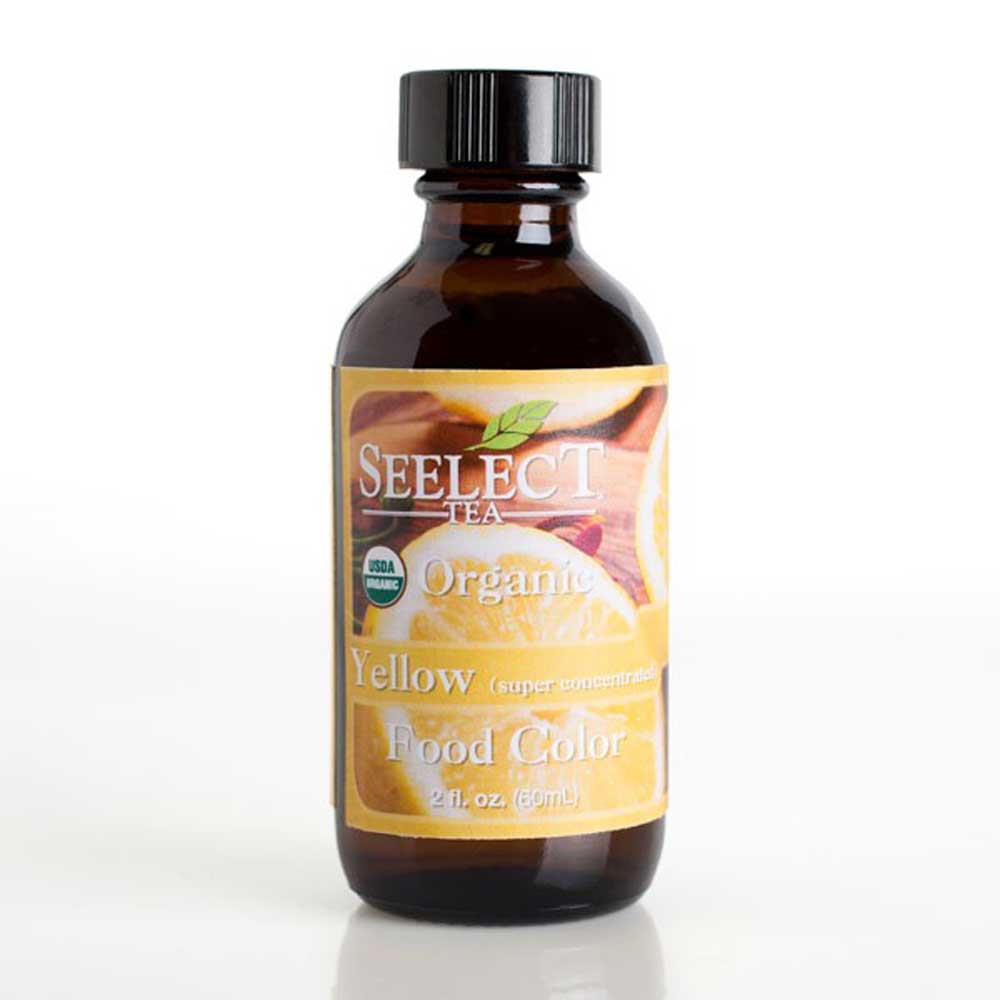 SEELECT
TEA
USDA
ORGANIC
Organic
Yellow (super concentrated)
Food Color
2 fl. oz. (60mL)